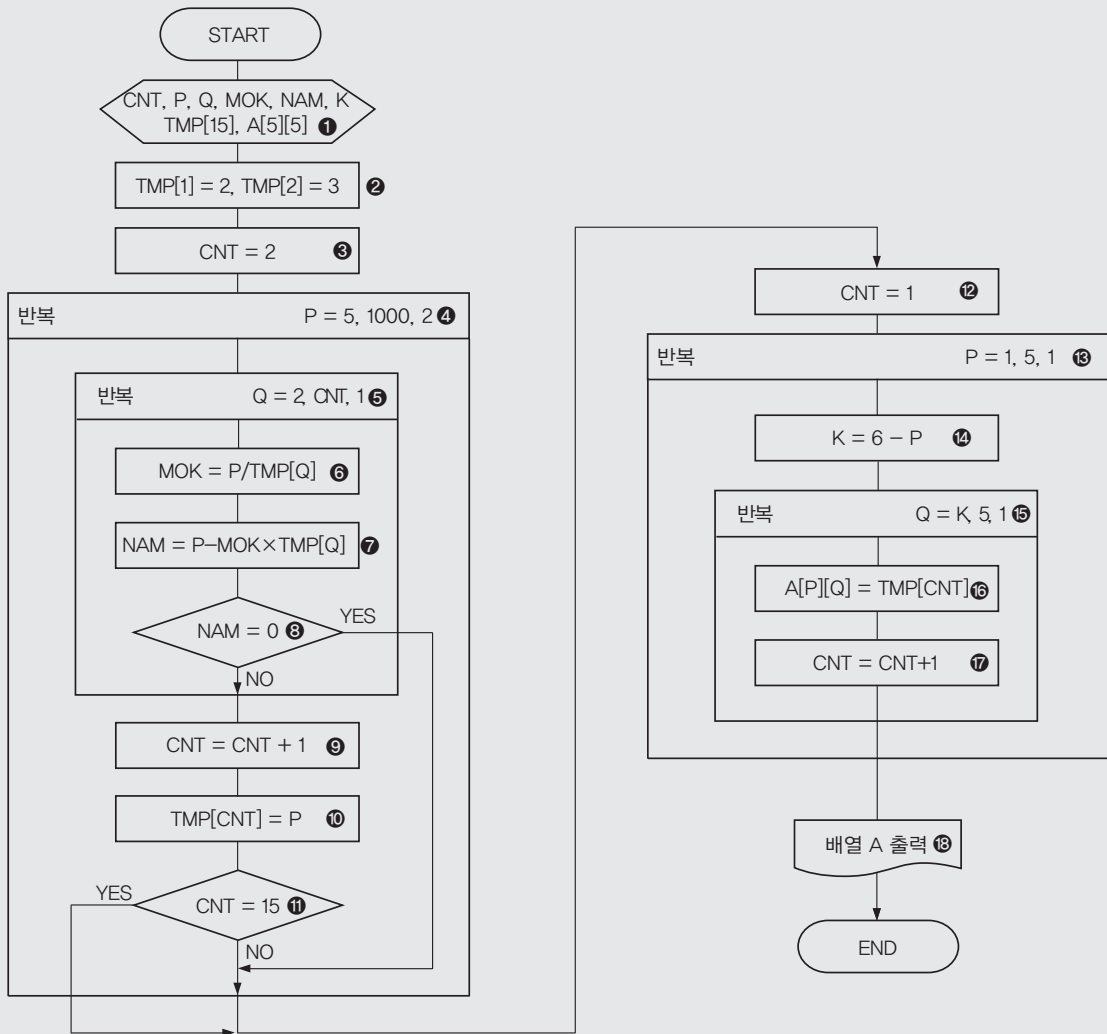 START
CNT, P, Q, MOK, NAM, K
TMP[15], A[5][5] ❶
TMP[1] = 2, TMP[2] = 3 ❷
CNT = 2 ❸
반복 P = 5, 1000, 2 ❹
반복 Q = 2, CNT, 1 ❺
MOK = P/TMP[Q] ❻
NAM = P−MOK×TMP[Q] ❼
NAM = 0 ❽
YES
NO
CNT = CNT + 1 ❾
TMP[CNT] = P ❿
CNT = 15 ⓫
YES
NO
CNT = 1 ⓬
반복 P = 1, 5, 1 ⓭
K = 6 − P ⓮
반복 Q = K, 5, 1 ⓯
A[P][Q] = TMP[CNT] ⓰
CNT = CNT+1 ⓱
배열 A 출력 ⓲
END